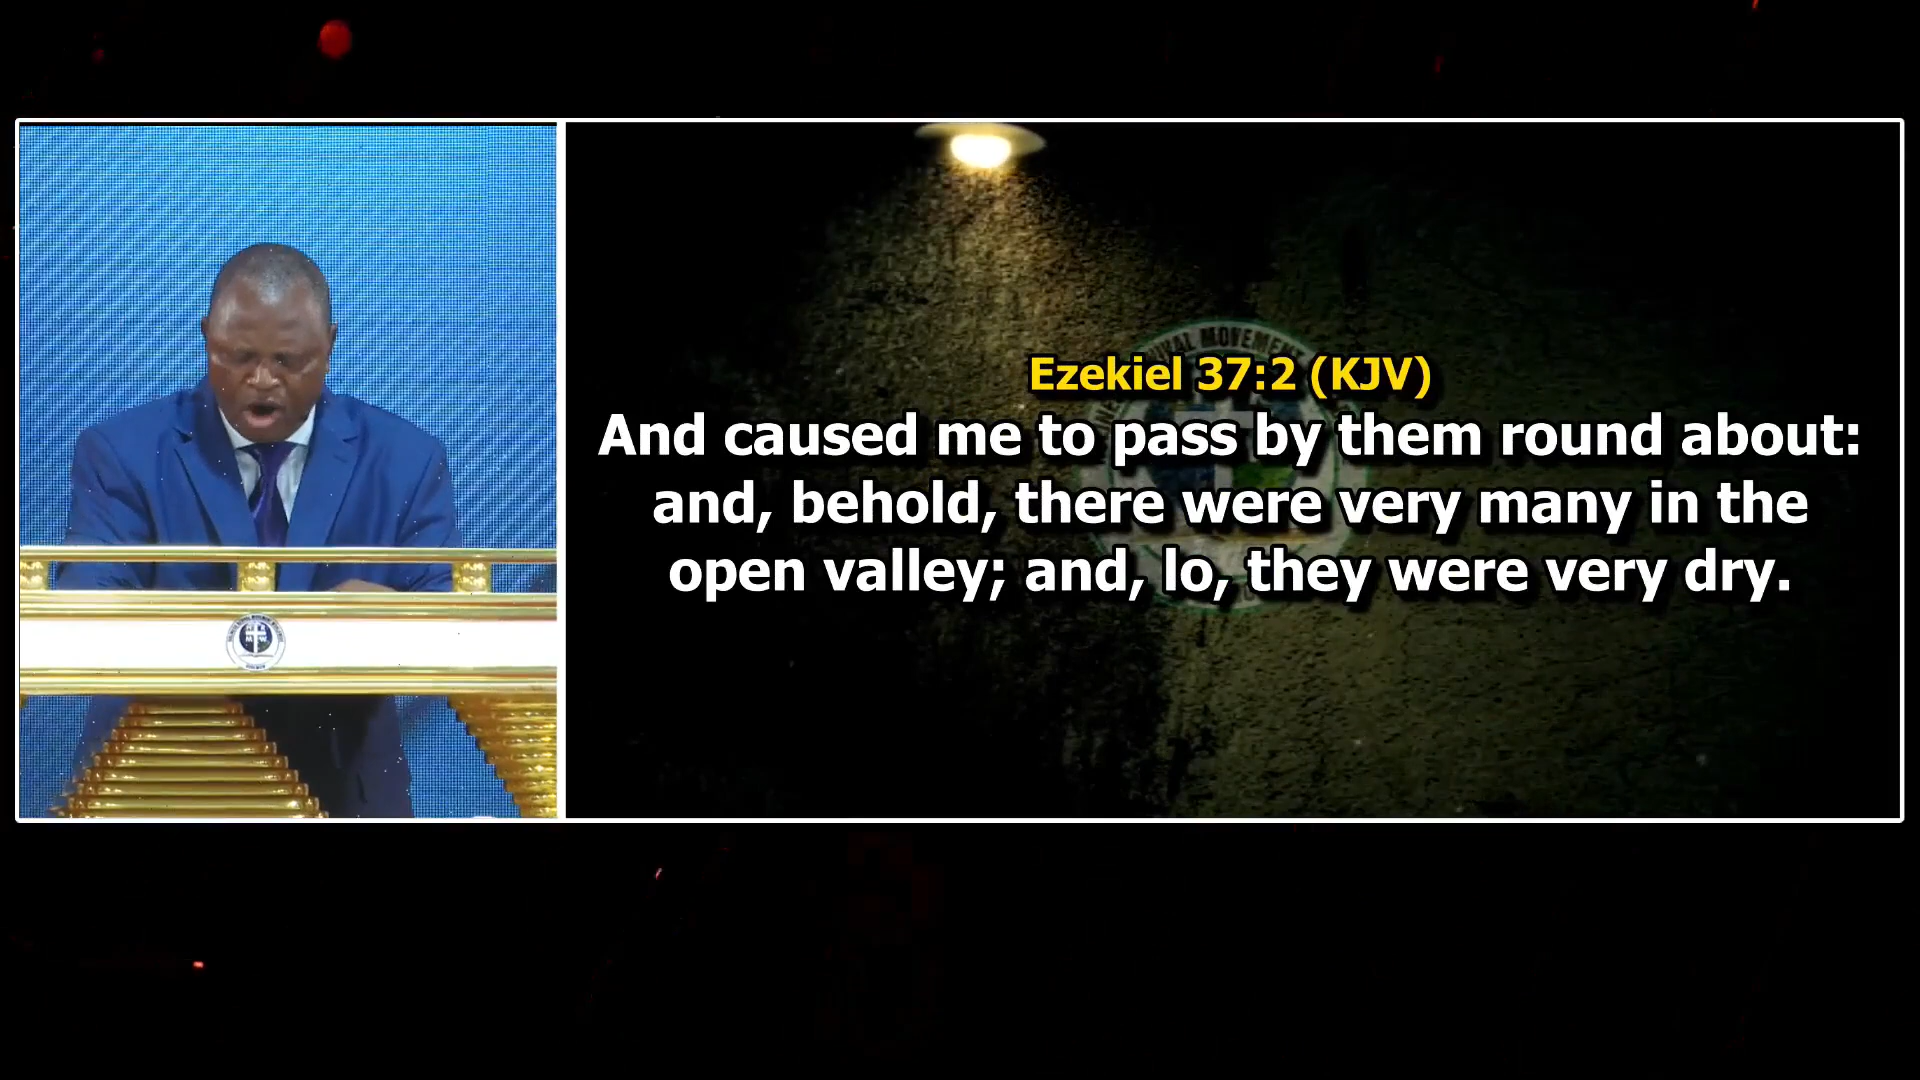 Ezekiel 37:2 (KJV)
And caused me to pass by them round about:
and, behold, there were very many in the
open valley; and, lo, they were very dry.
MOVEMENT